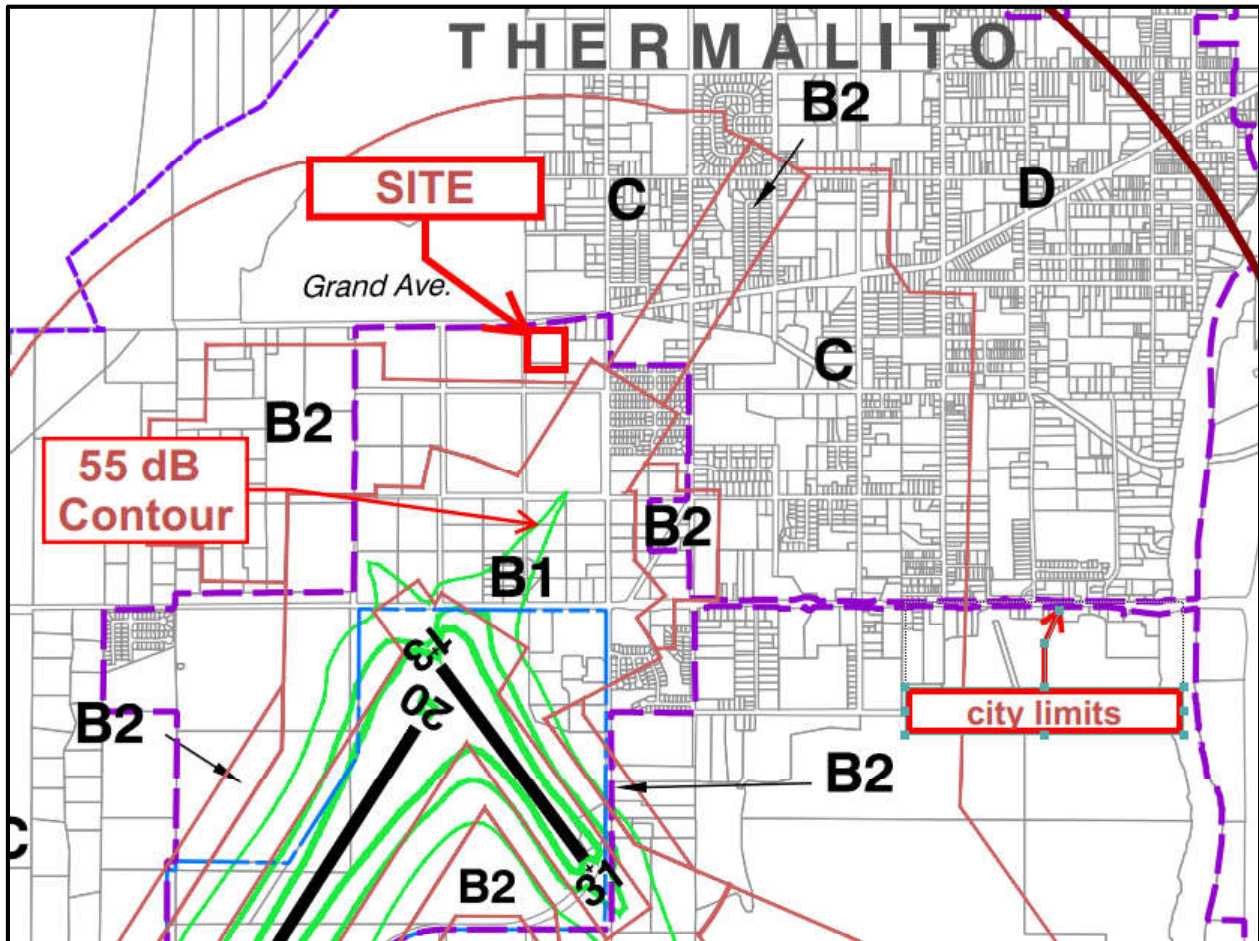 THERMALITO
B2
SITE
C
D
Grand Ave.
C
B2
55 dB
Contour
B2
B1
13
20
city limits
B2
B2
C
31
B2